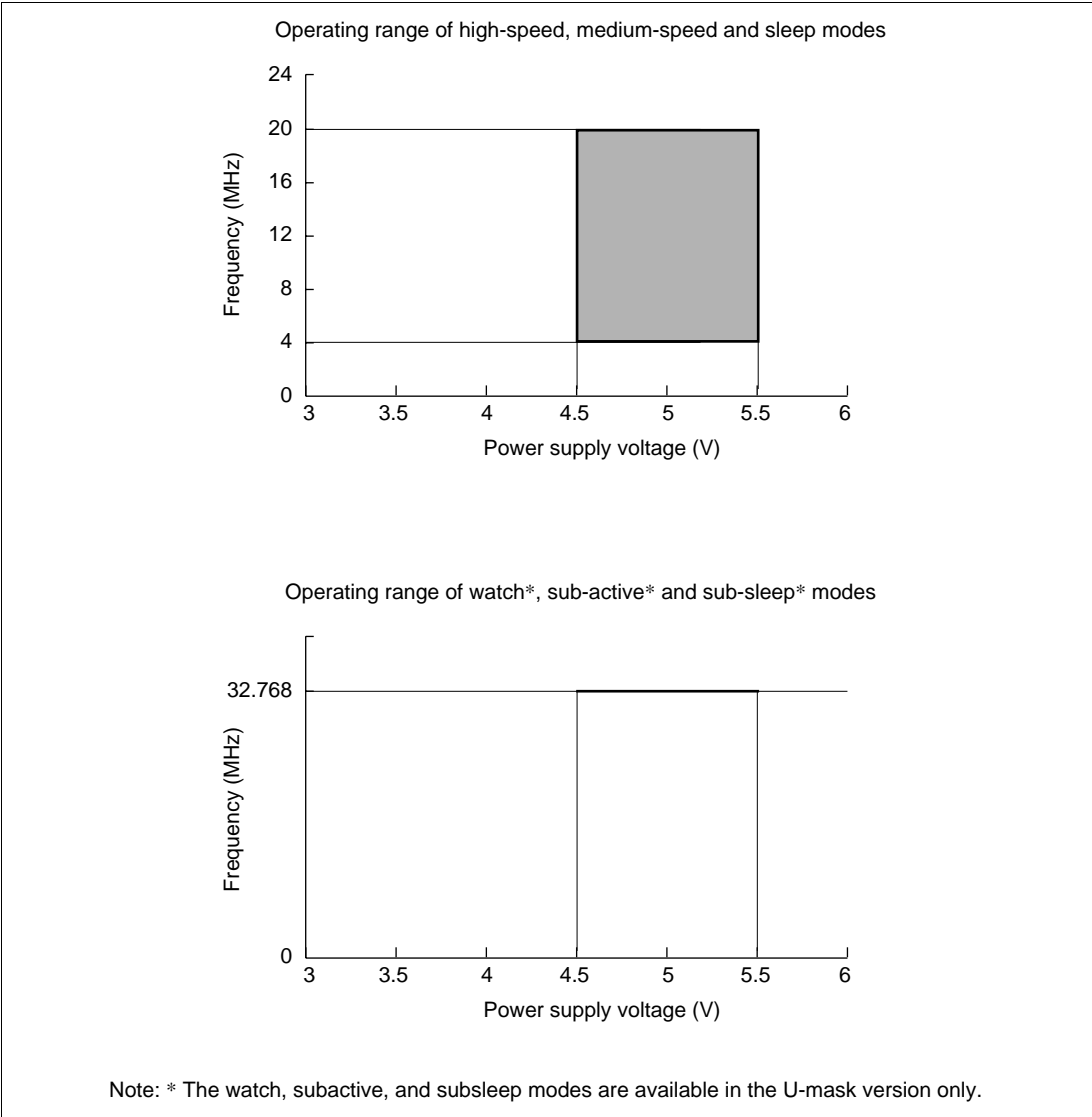 Operating range of high-speed, medium-speed and sleep modes
24
20
16
12
8
4
0
Frequency (MHz)
3 3.5 4 4.5 5 5.5 6
Power supply voltage (V)
Operating range of watch*, sub-active* and sub-sleep* modes
32.768
0
Frequency (MHz)
3 3.5 4 4.5 5 5.5 6
Power supply voltage (V)
Note: * The watch, subactive, and subsleep modes are available in the U-mask version only.